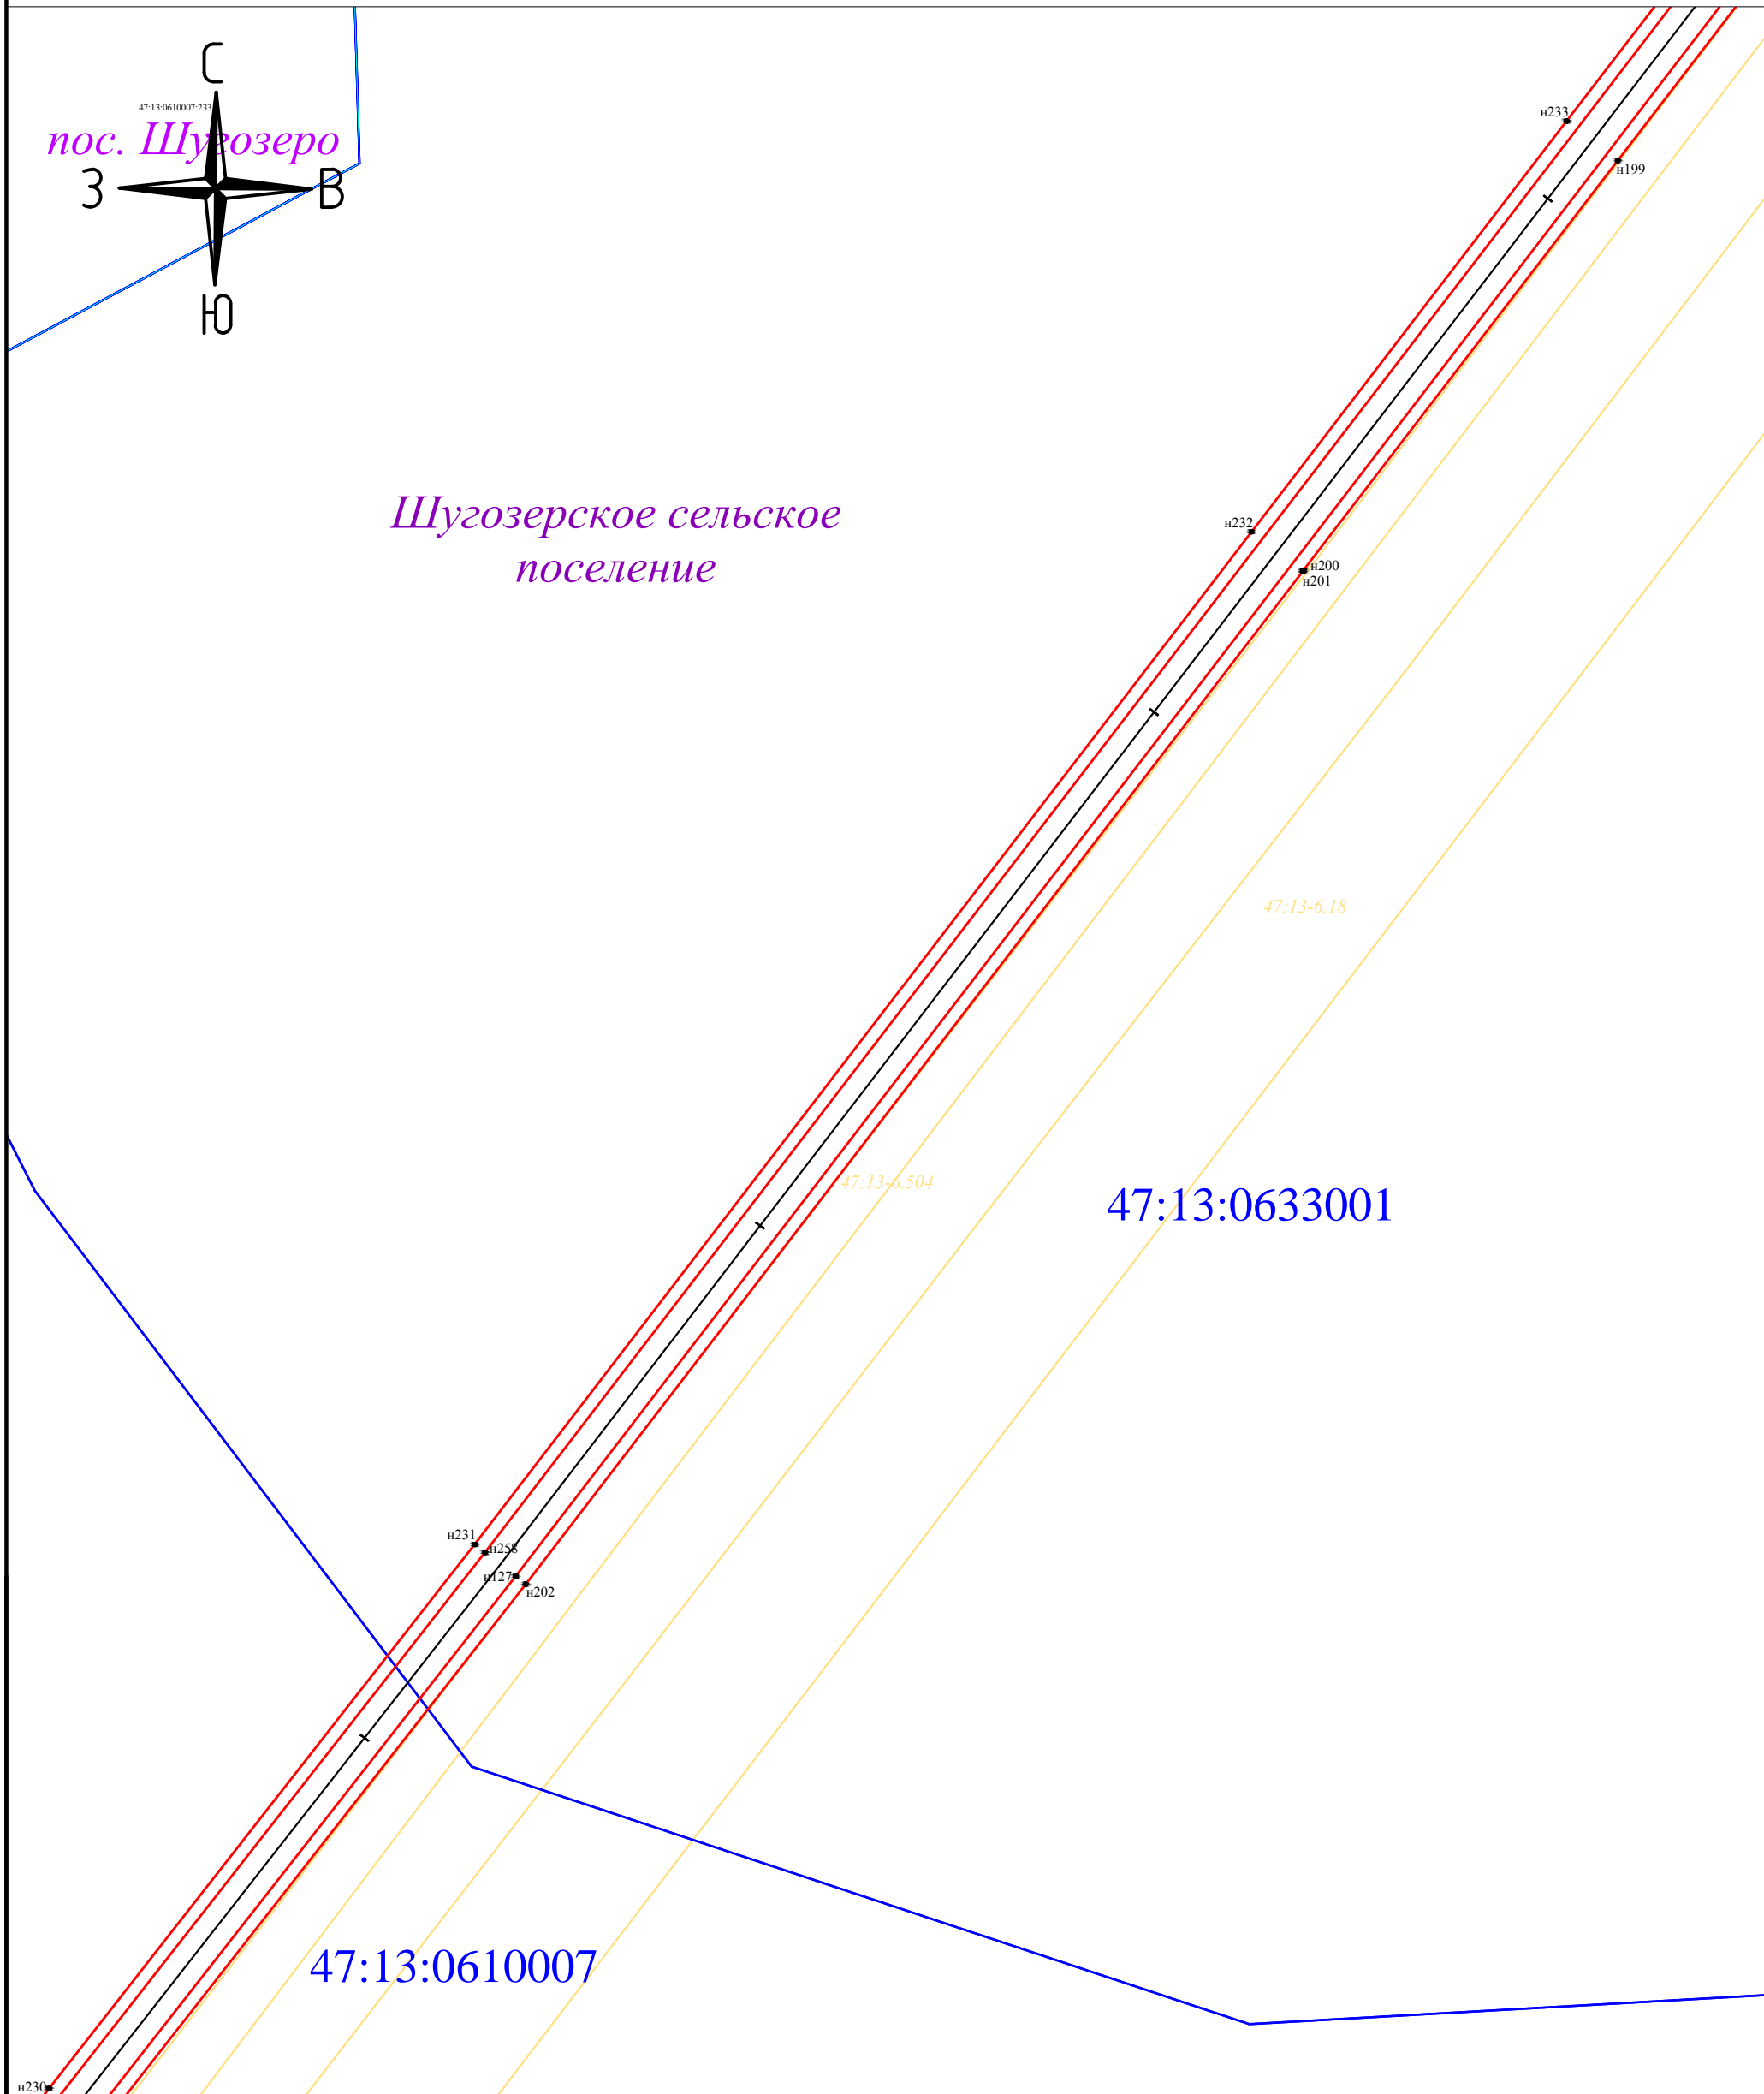 С
47:13:0610007:233
пос. Шугозеро
З
В
Ю
н233
н199
Шугозерское сельское
поселение
н232
н200
н201
47:13-6.18
47:13-6.504
47:13:0633001
н231
н258
н127
н202
47:13:0610007
н230